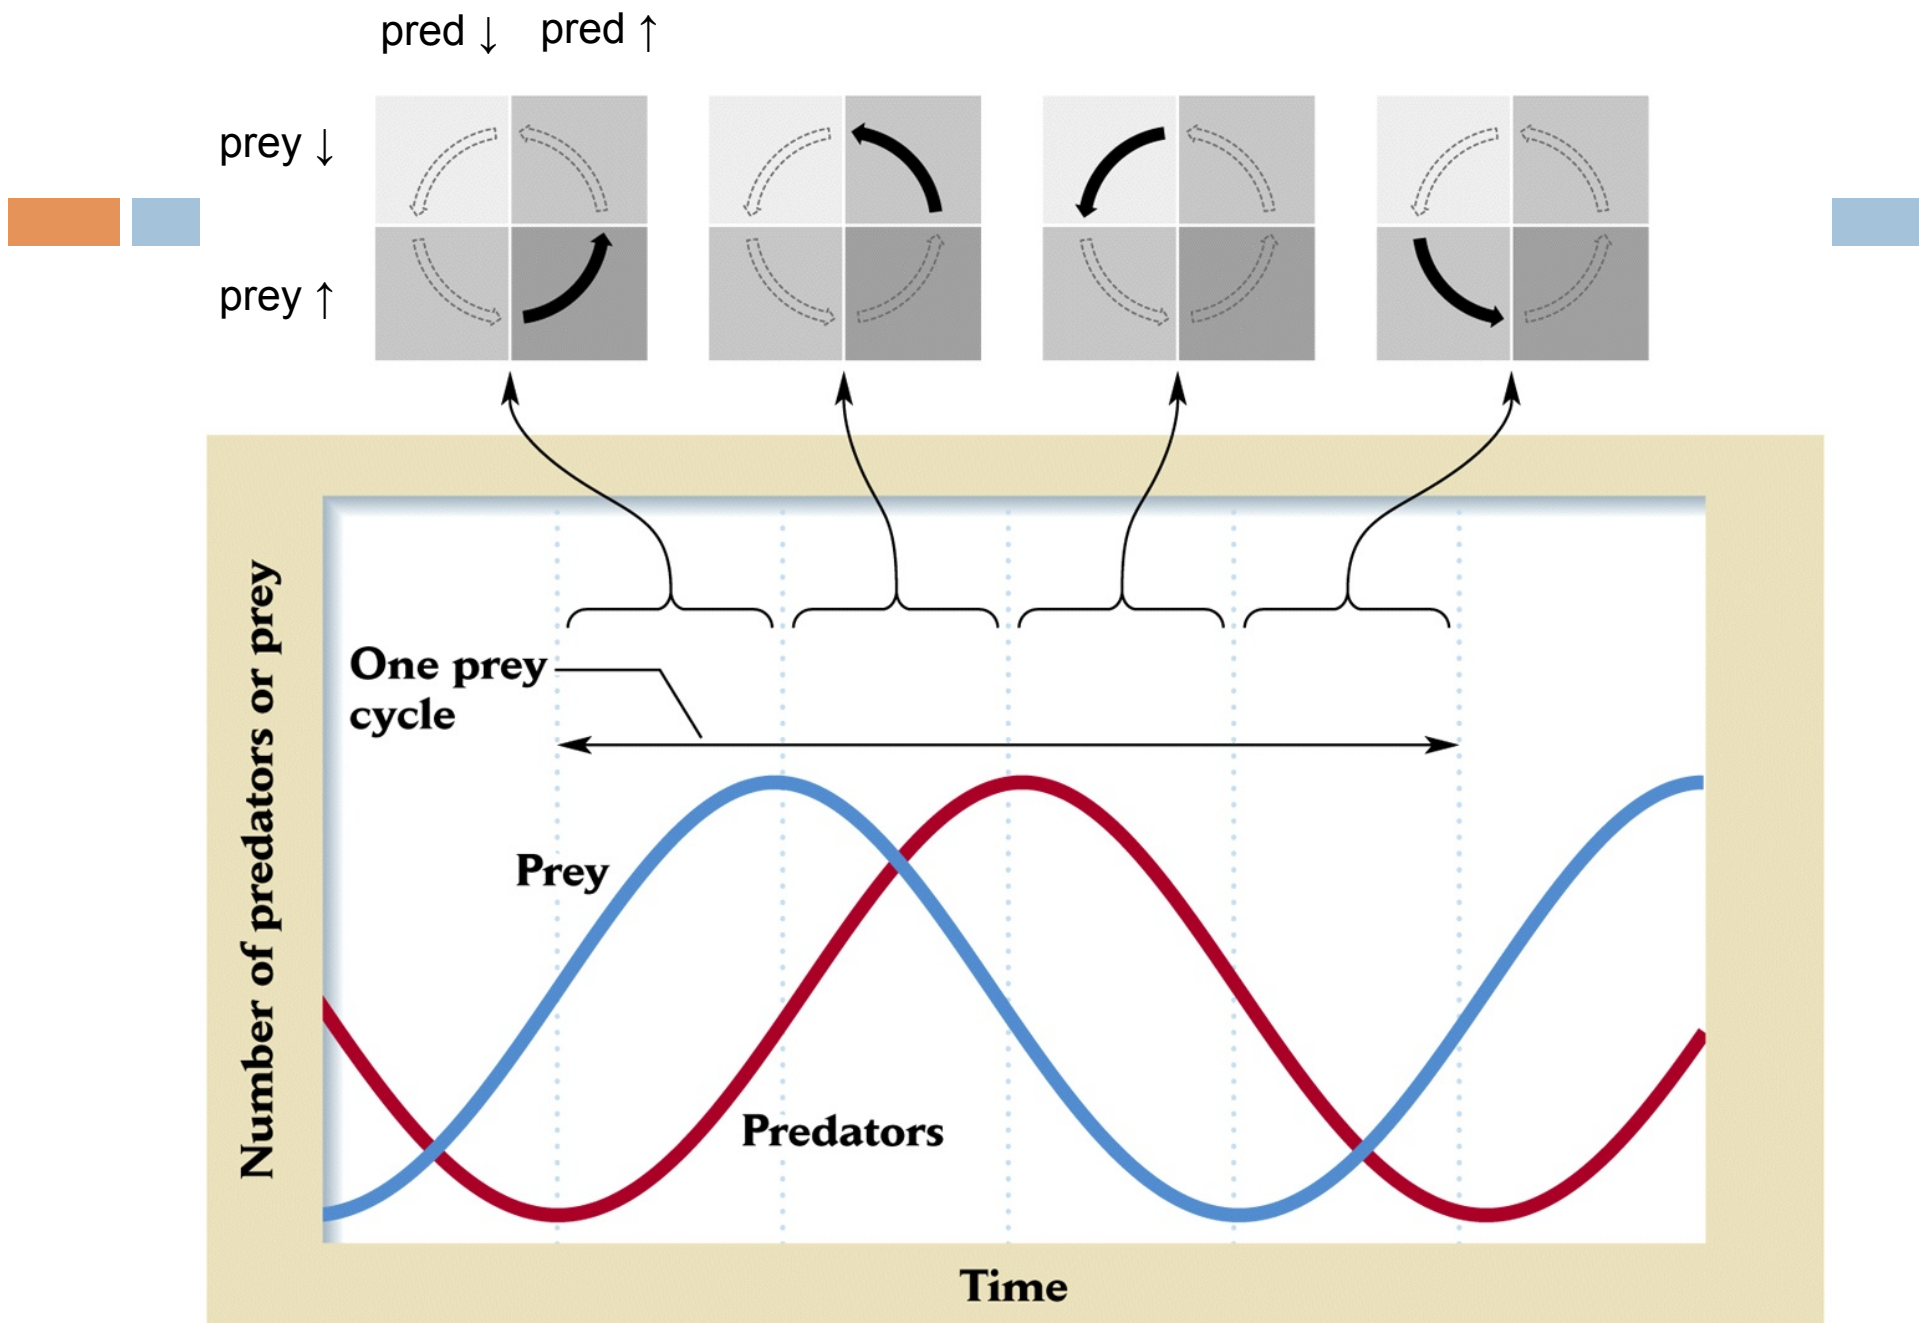 pred ↓ pred ↑
prey ↓
prey ↑
One prey
cycle
Prey
Predators
Number of predators or prey
Time